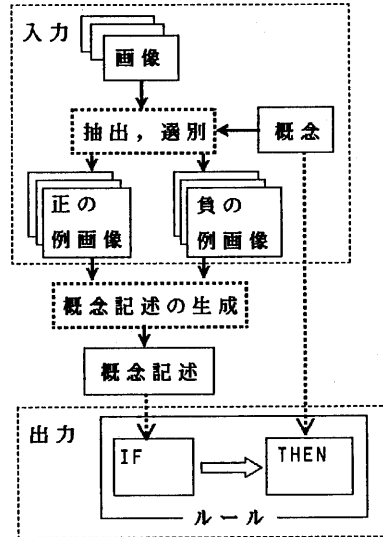 入力
画像
抽出，選別
概念
正の
例画像
負の
例画像
概念記述の生成
概念記述
出力
IF
THEN
ルール